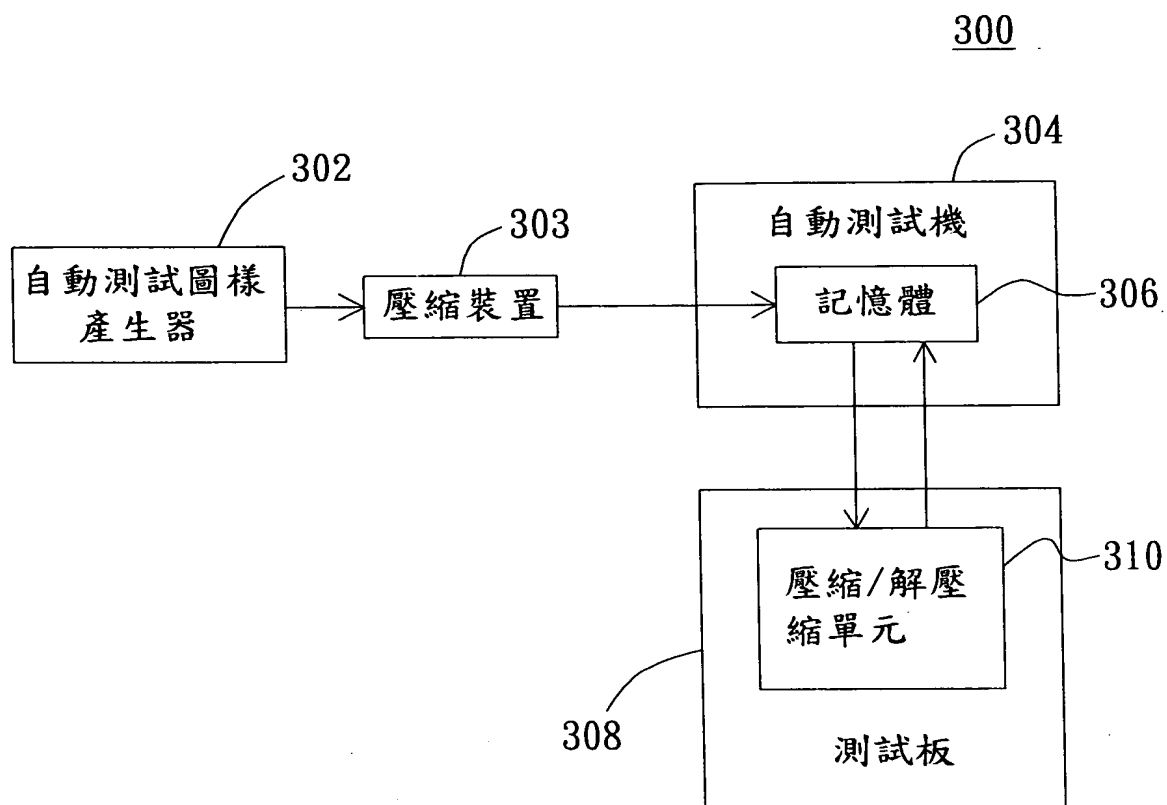 300
304
302
自動測試機
303
自動測試圖樣
產生器
壓縮裝置
記憶體
306
310
壓縮/解壓
縮單元
308
測試板